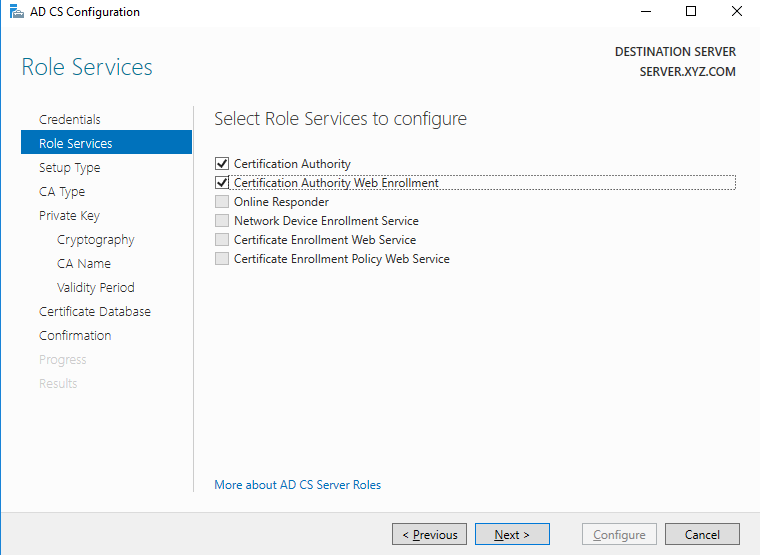 AD CS Configuration
DESTINATION SERVER
SERVER.XYZ.COM
Role Services
Credentials
Role Services
Setup Type
CA Type
Private Key
Cryptography
CA Name
Validity Period
Certificate Database
Confirmation
Progress
Results
Select Role Services to configure
Certification Authority
Certification Authority Web Enrollment
Online Responder
Network Device Enrollment Service
Certificate Enrollment Web Service
Certificate Enrollment Policy Web Service
More about AD CS Server Roles
< Previous
Next >
Configure
Cancel